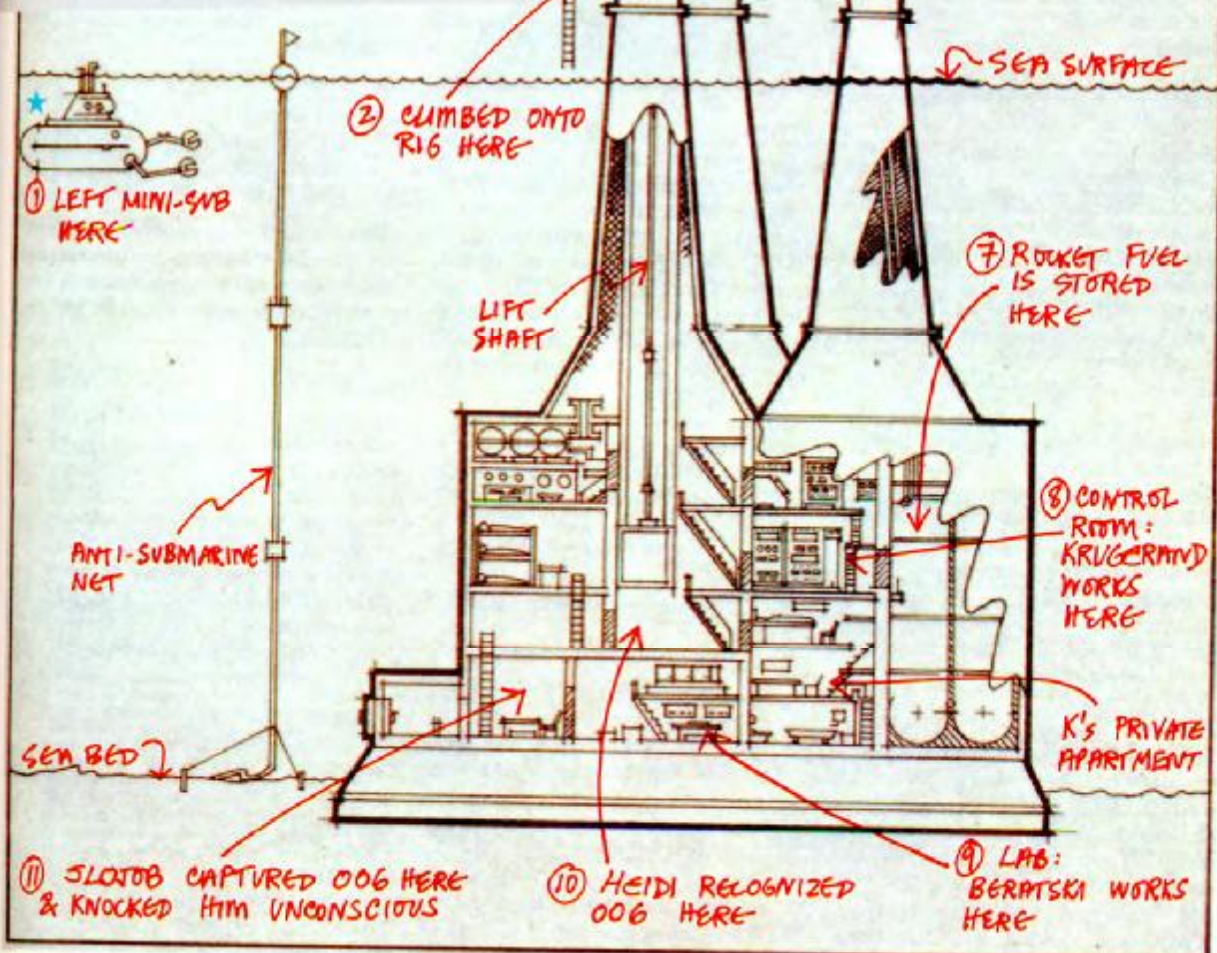 SEA SURFACE
② CLIMBED ONTO
RIG HERE
① LEFT MINI-SUB
HERE
⑦ ROCKET FUEL
IS STORED
HERE
LIFT
SHAFT
⑧ CONTROL
ROOM:
KRUGERRAND
WORKS
HERE
ANTI-SUBMARINE
NET
K'S PRIVATE
APARTMENT
SEA BED
⑪ SLOJOB CAPTURED 006 HERE
& KNOCKED HIM UNCONSCIOUS
⑩ HEIDI RECOGNIZED
006 HERE
⑨ LAB:
BERATSKI WORKS
HERE